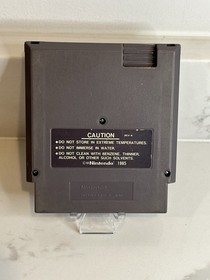 CAUTION
REV-A
•DO NOT STORE IN EXTREME TEMPERATURES.
•DO NOT IMMERSE IN WATER.
•DO NOT CLEAN WITH BENZENE, THINNER,
ALCOHOL OR OTHER SUCH SOLVENTS.
©®Nintendo 1985